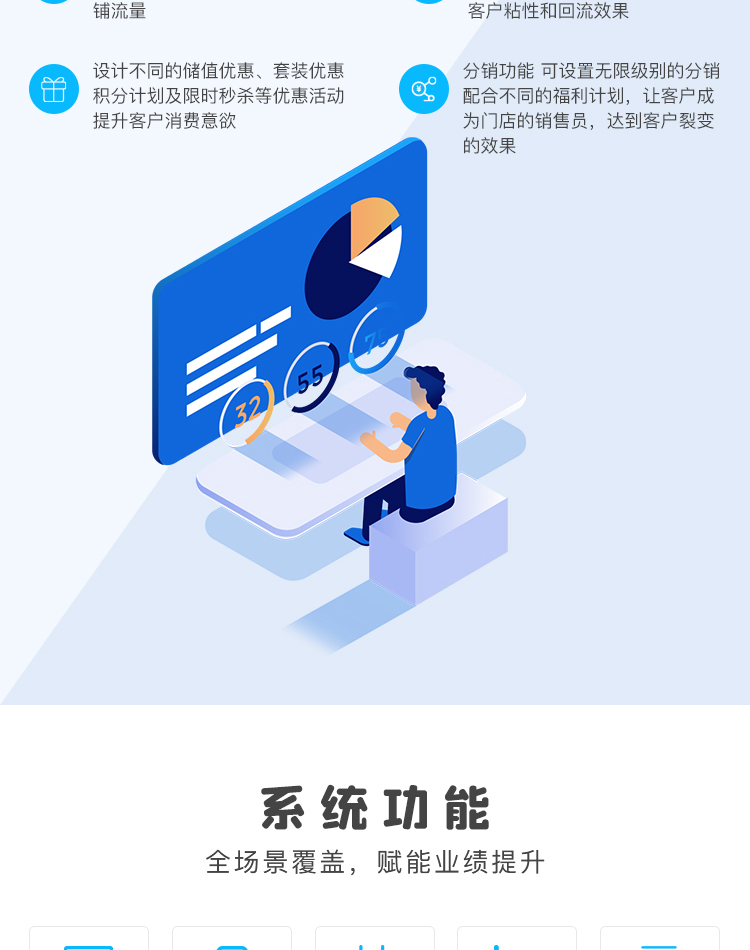 铺流量
客户粘性和回流效果
设计不同的储值优惠、套装优惠
积分计划及限时秒杀等优惠活动
提升客户消费意欲
分销功能 可设置无限级别的分销
配合不同的福利计划，让客户成
为门店的销售员，达到客户裂变
的效果
75
55
32
系统功能
全场景覆盖，赋能业绩提升